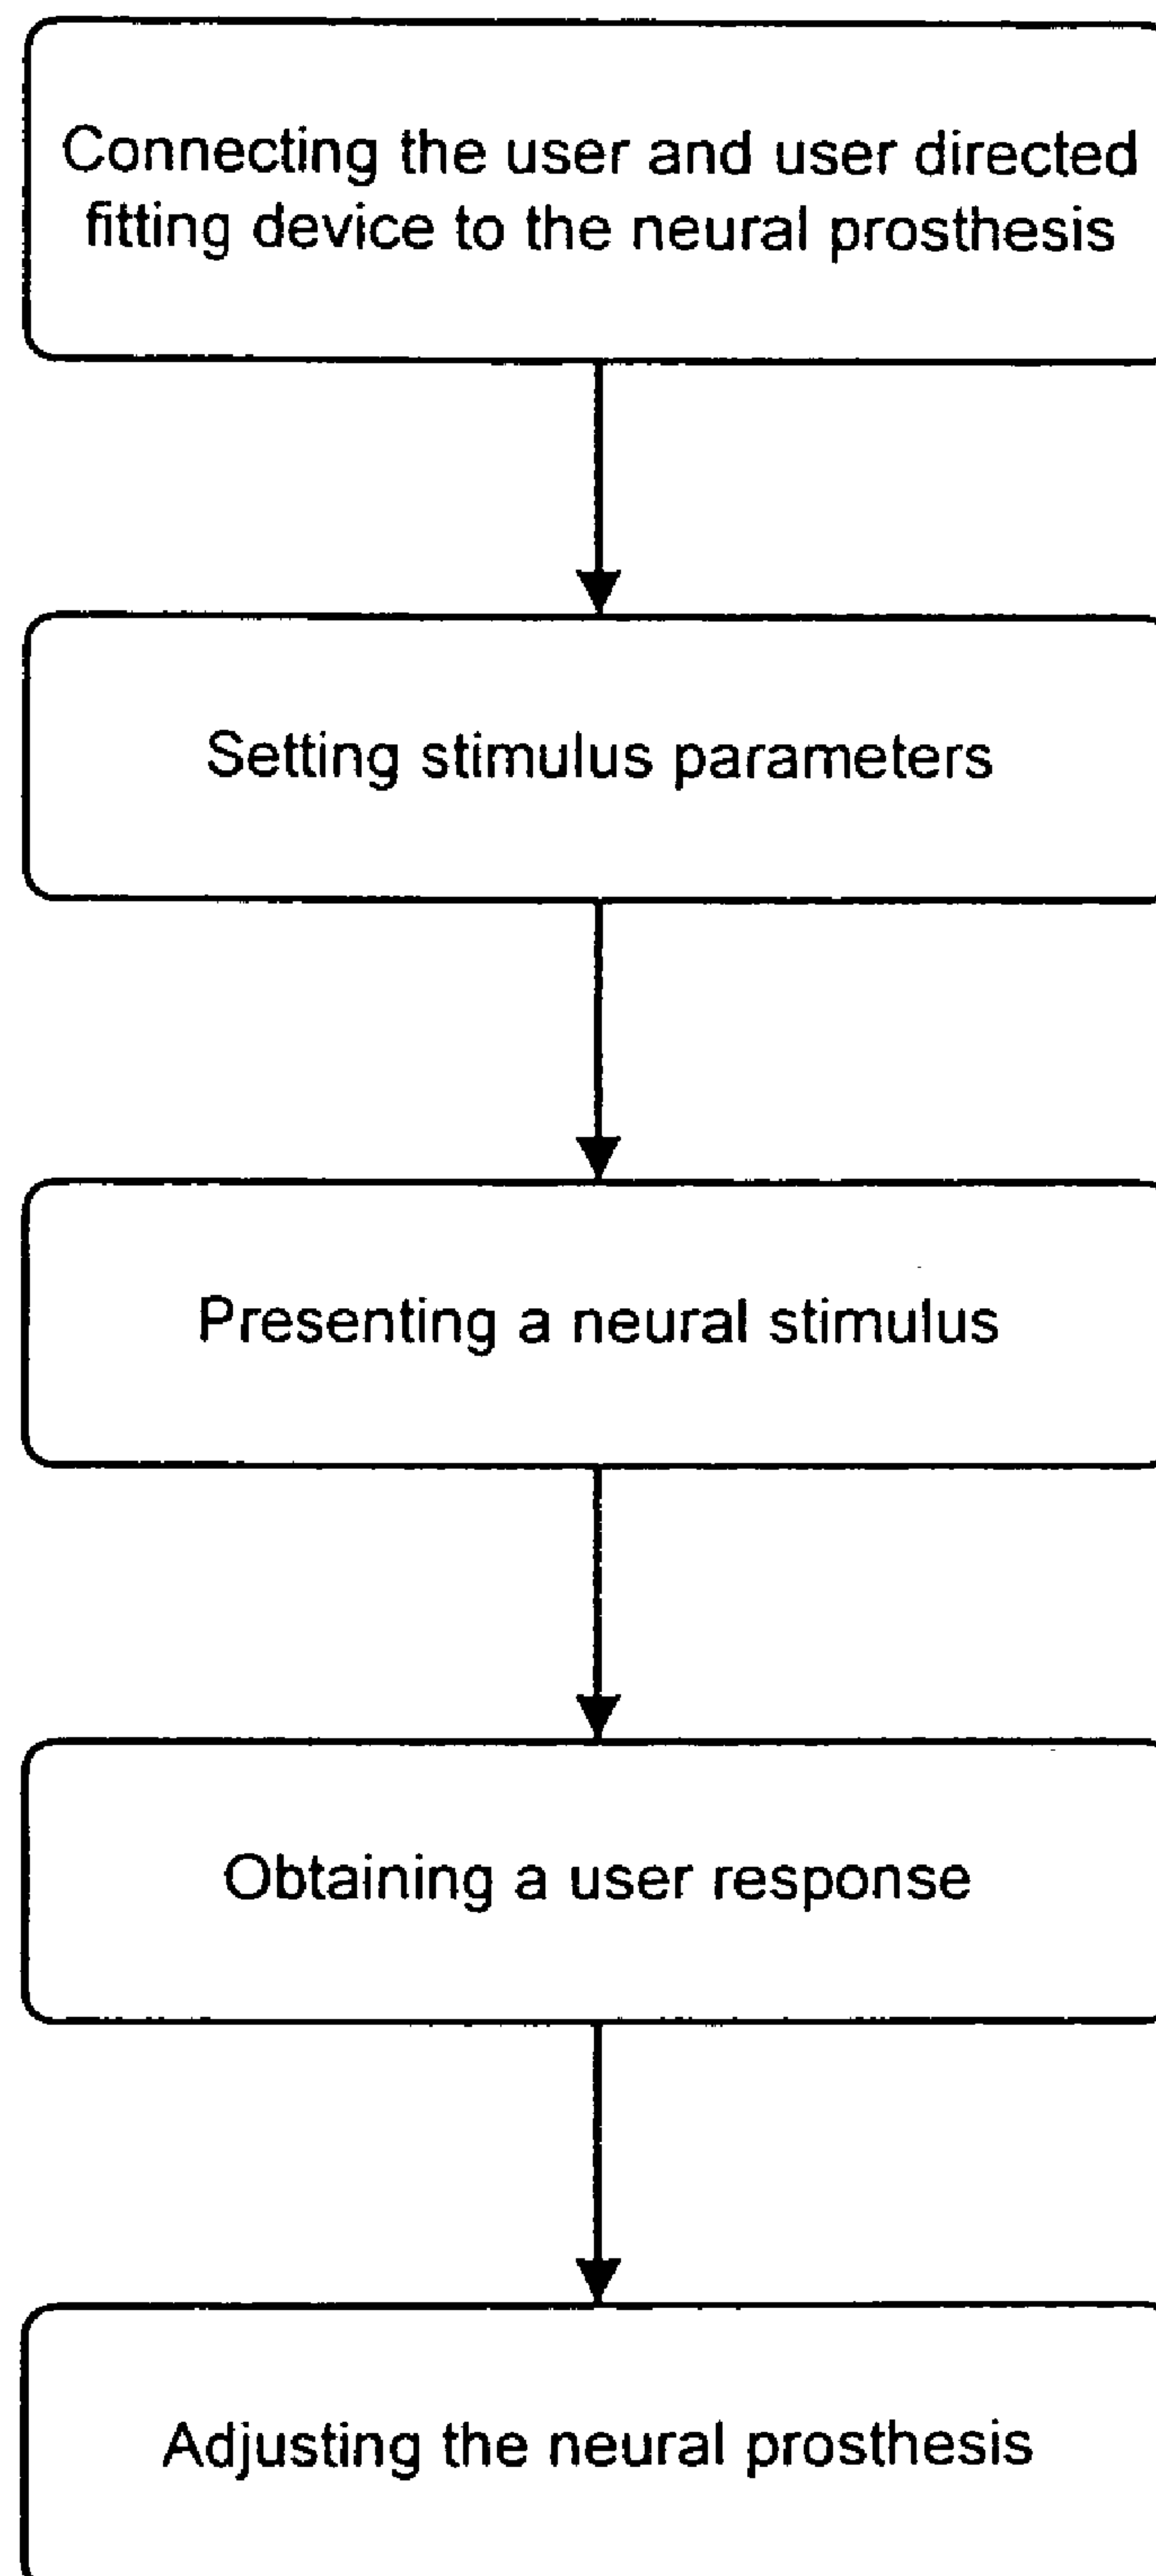 Connecting the user and user directed
fitting device to the neural prosthesis
Setting stimulus parameters
Presenting a neural stimulus
Obtaining a user response
Adjusting the neural prosthesis